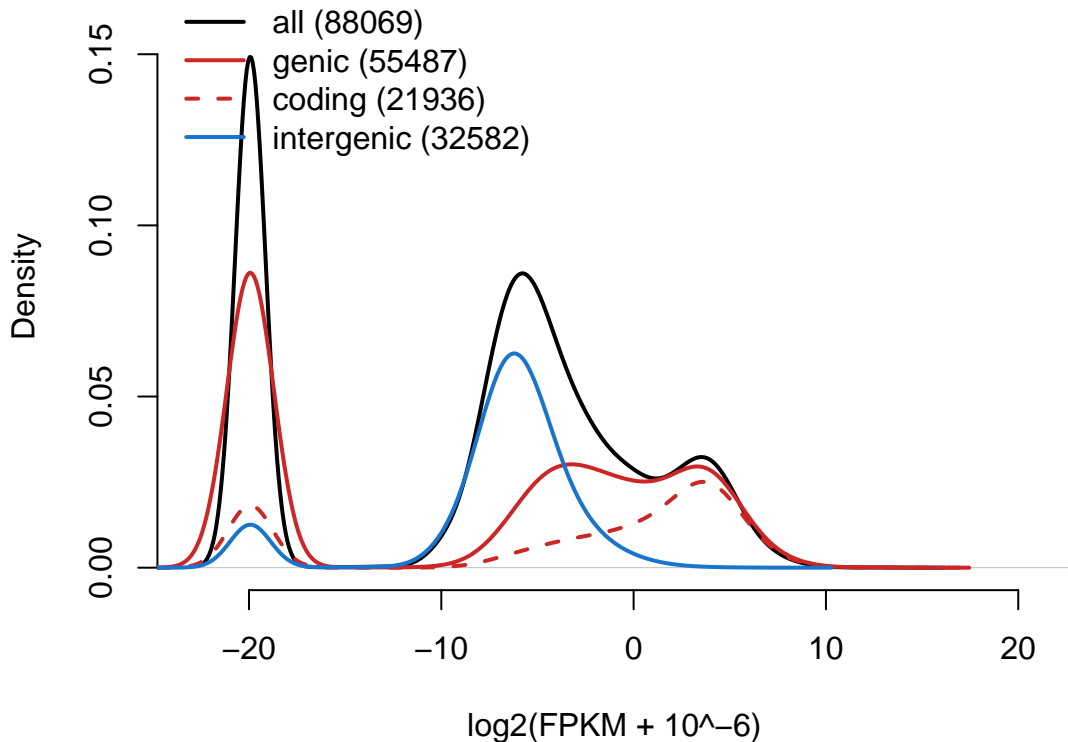 all (88069)
genic (55487)
coding (21936)
intergenic (32582)
0.15
0.10
0.05
0.00
Density
−20
−10
0
10
20
log2(FPKM + 10^−6)